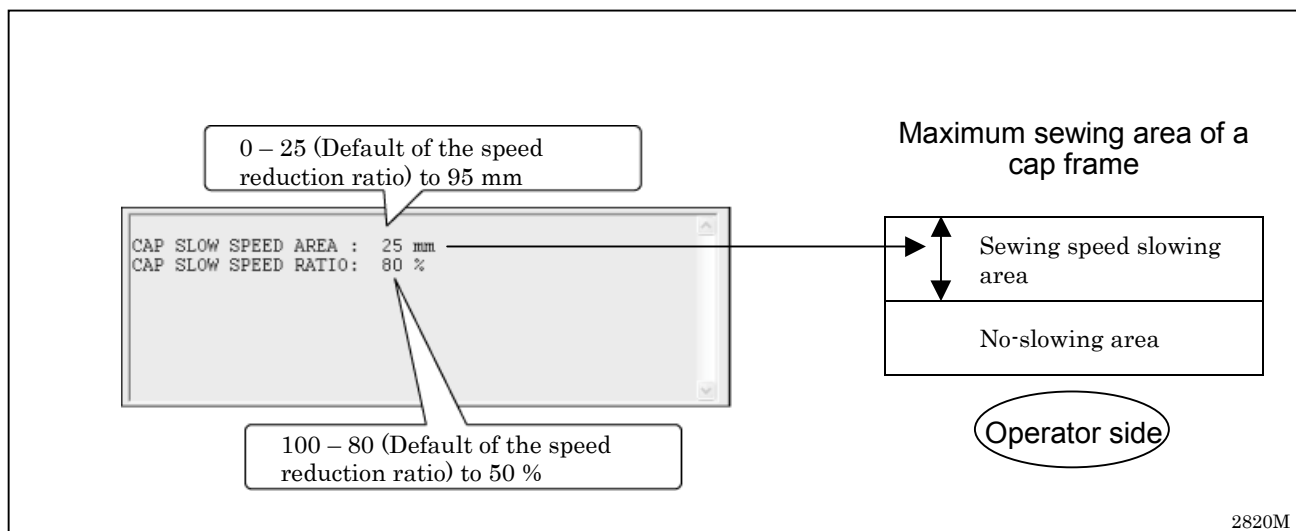 0 – 25 (Default of the speed
reduction ratio) to 95 mm
CAP SLOW SPEED AREA :  25 mm
CAP SLOW SPEED RATIO:  80 %
100 – 80 (Default of the speed
reduction ratio) to 50 %
Maximum sewing area of a
cap frame
Sewing speed slowing
area
No-slowing area
Operator side
2820M